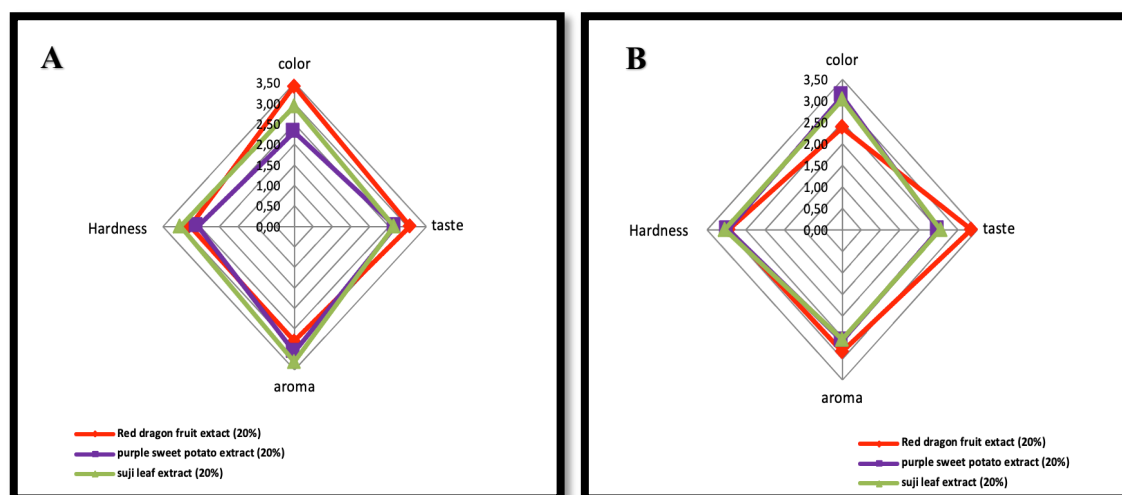 A
color
3,50
3,00
2,50
2,00
1,50
1,00
0,50
0,00
Hardness
taste
aroma
Red dragon fruit extact (20%)
purple sweet potato extract (20%)
suji leaf extract (20%)
B
color
3,50
3,00
2,50
2,00
1,50
1,00
0,50
0,00
Hardness
taste
aroma
Red dragon fruit extact (20%)
purple sweet potato extract (20%)
suji leaf extract (20%)